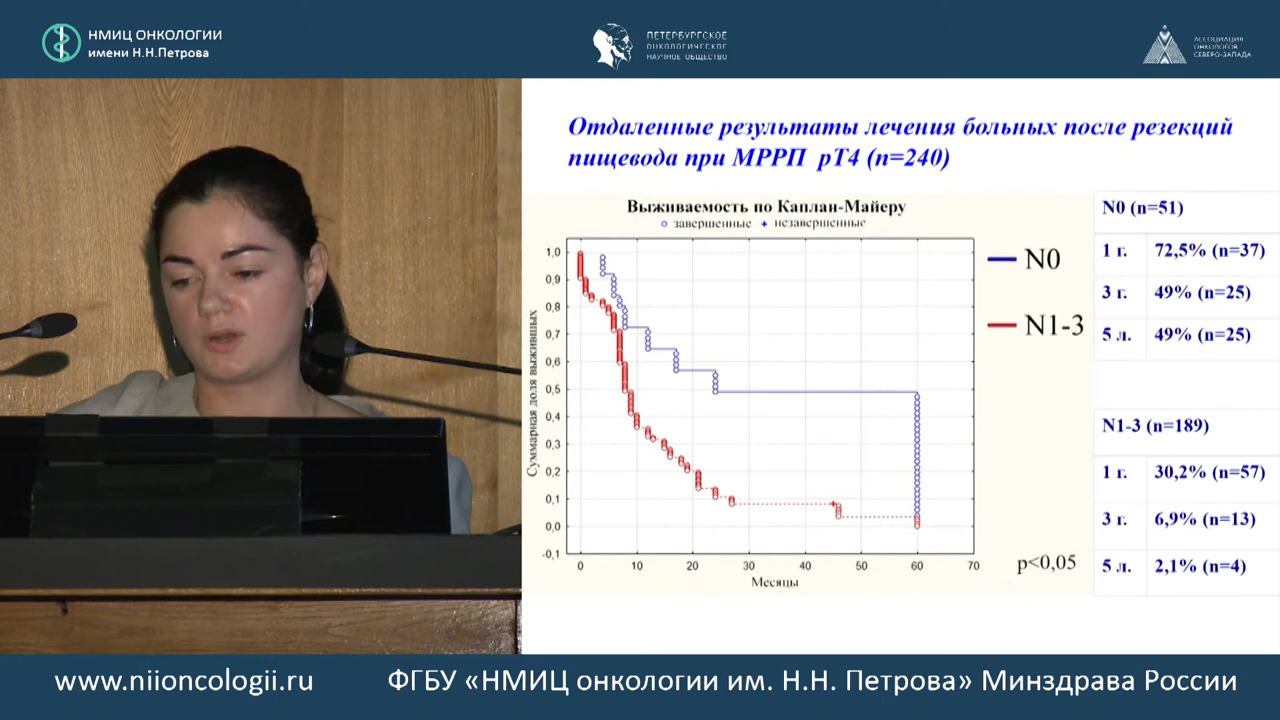 НМИЦ ОНКОЛОГИИ
имени Н.Н.Петрова
ПЕТЕРБУРГСКОЕ
ОНКОЛОГИЧЕСКОЕ
НАУЧНОЕ ОБЩЕСТВО
АССОЦИАЦИЯ
ОНКОЛОГОВ
СЕВЕРО-ЗАПАДА
Отдаленные результаты лечения больных после резекций
пищевода при МРРП рТ4 (n=240)
Выживаемость по Каплан-Майеру
завершенные незавершенные
Суммарная доля выживших
1,0
0,9
0,8
0,7
0,6
0,5
0,4
0,3
0,2
0,1
0,0
-0,1
0 10 20 30 40 50 60 70
Месяцы
N0
N1-3
p<0,05
N0 (n=51)
1 г. 72,5% (n=37)
3 г. 49% (n=25)
5 л. 49% (n=25)
N1-3 (n=189)
1 г. 30,2% (n=57)
3 г. 6,9% (n=13)
5 л. 2,1% (n=4)
www.niioncologii.ru ФГБУ «НМИЦ онкологии им. Н.Н. Петрова» Минздрава России